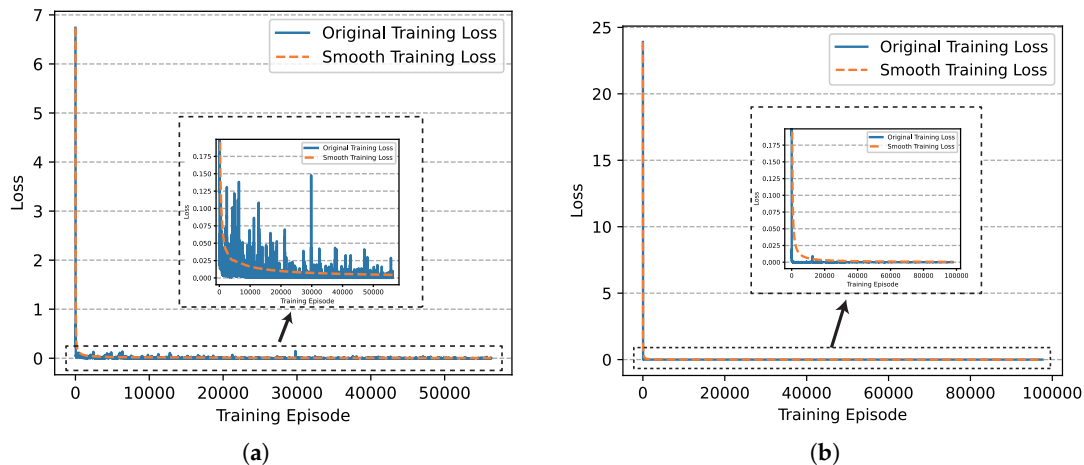 7
6
5
4
3
2
1
0
Loss
Original Training Loss
Smooth Training Loss
0.175
0.150
0.125
0.100
0.075
0.050
0.025
0.000
Loss
Original Training Loss
Smooth Training Loss
0 10000 20000 30000 40000 50000
Training Episode
0 10000 20000 30000 40000 50000
Training Episode
(a)
25
20
15
10
5
0
Loss
Original Training Loss
Smooth Training Loss
0.175
0.150
0.125
0.100
0.075
0.050
0.025
0.000
Loss
Original Training Loss
Smooth Training Loss
0 20000 40000 60000 80000 100000
Training Episode
0 20000 40000 60000 80000 100000
Training Episode
(b)